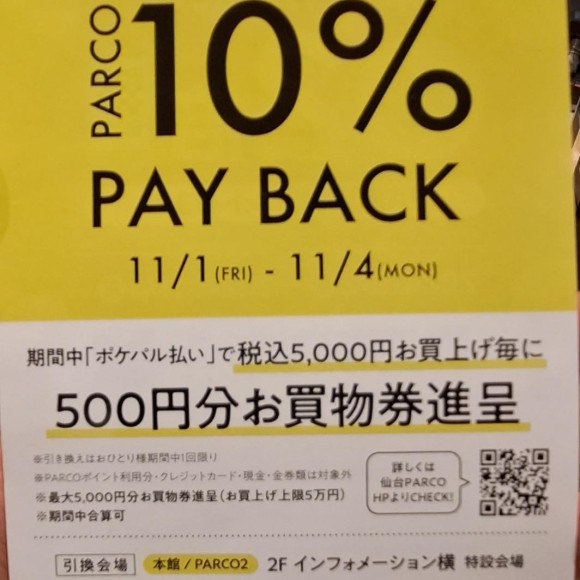 PARCO
10%
PAY BACK
11/1(FRI) - 11/4(MON)
期間中「ポケパル払い」で税込5,000円お買上げ毎に
500円分お買物券進呈
※引き換えはおひとり様期間中1回限り
※PARCOポイント利用分・クレジットカード・現金・金券類は対象外
※最大5,000円分お買物券進呈(お買上げ上限5万円)
※期間中合算可
詳しくは
仙台PARCO
HPよりCHECK!
引換会場 本館 / PARCO2 2F インフォメーション横 特設会場